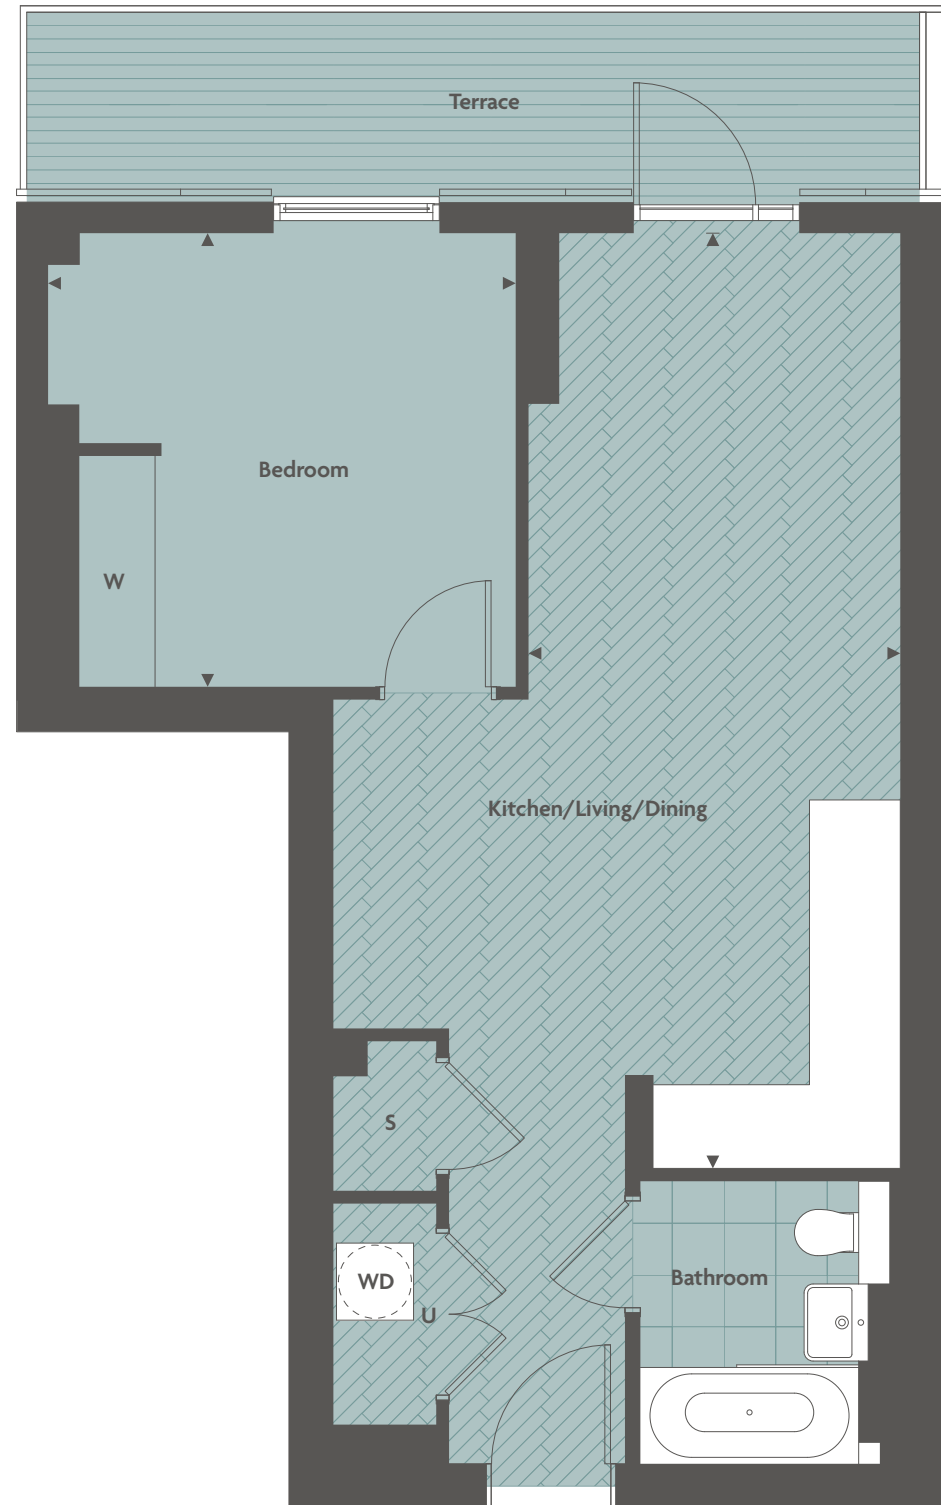 Terrace
Bedroom
W
Kitchen/Living/Dining
S
WD
U
Bathroom